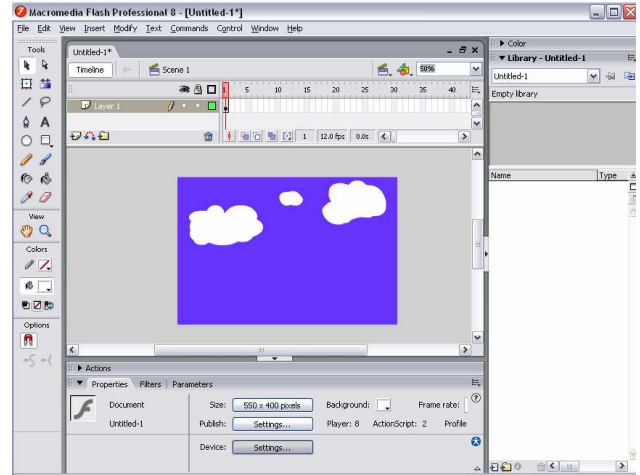 Macromedia Flash Professional 8 - [Untitled-1*]
File Edit View Insert Modify Text Commands Control Window Help
Tools
Untitled-1*
Timeline Scene 1 50%
1 5 10 15 20 25 30 35 40
Layer 1
1 12.0 fps 0.0s
View
Colors
Options
Color
Library - Untitled-1
Untitled-1
Empty library
Name Type
Actions
Properties Filters Parameters
Document Size: 550 x 400 pixels Background: Frame rate:
Untitled-1 Publish: Settings... Player: 8 ActionScript: 2 Profile
Device: Settings...